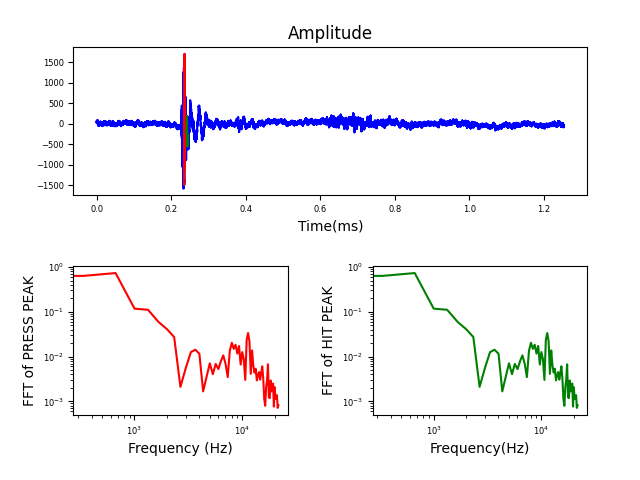 Amplitude
1500
1000
500
0
−500
−1000
−1500
0.0 0.2 0.4 0.6 0.8 1.0 1.2
Time(ms)
FFT of PRESS PEAK
10⁰
10⁻¹
10⁻²
10⁻³
10³ 10⁴
Frequency (Hz)
FFT of HIT PEAK
10⁰
10⁻¹
10⁻²
10⁻³
10³ 10⁴
Frequency(Hz)